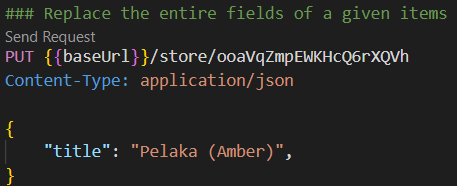 ### Replace the entire fields of a given items
Send Request
PUT {{baseUrl}}/store/ooaVqZmpEWKHcQ6rXQVh
Content-Type: application/json
{
"title": "Pelaka (Amber)",
}